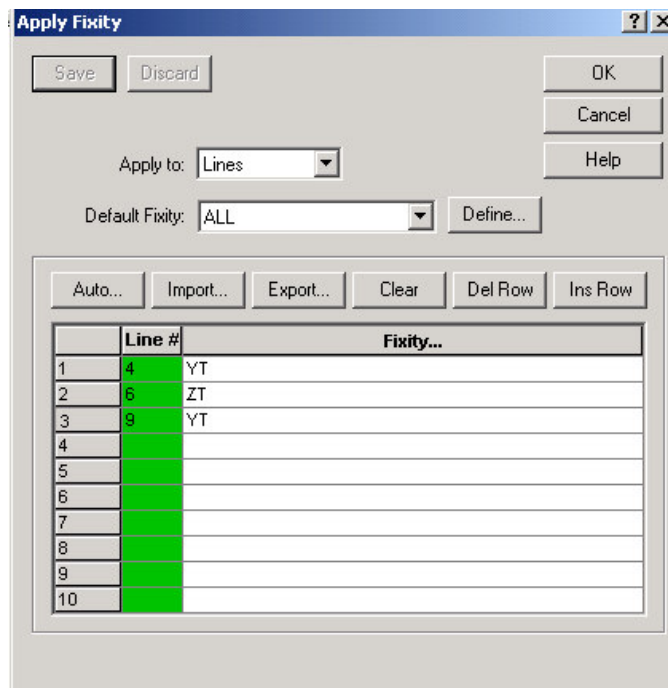 Apply Fixity
Save Discard OK
Cancel
Apply to: Lines Help
Default Fixity: ALL Define...
Auto... Import... Export... Clear Del Row Ins Row
Line # Fixity...
1 4 YT
2 6 ZT
3 9 YT
4
5
6
7
8
9
10